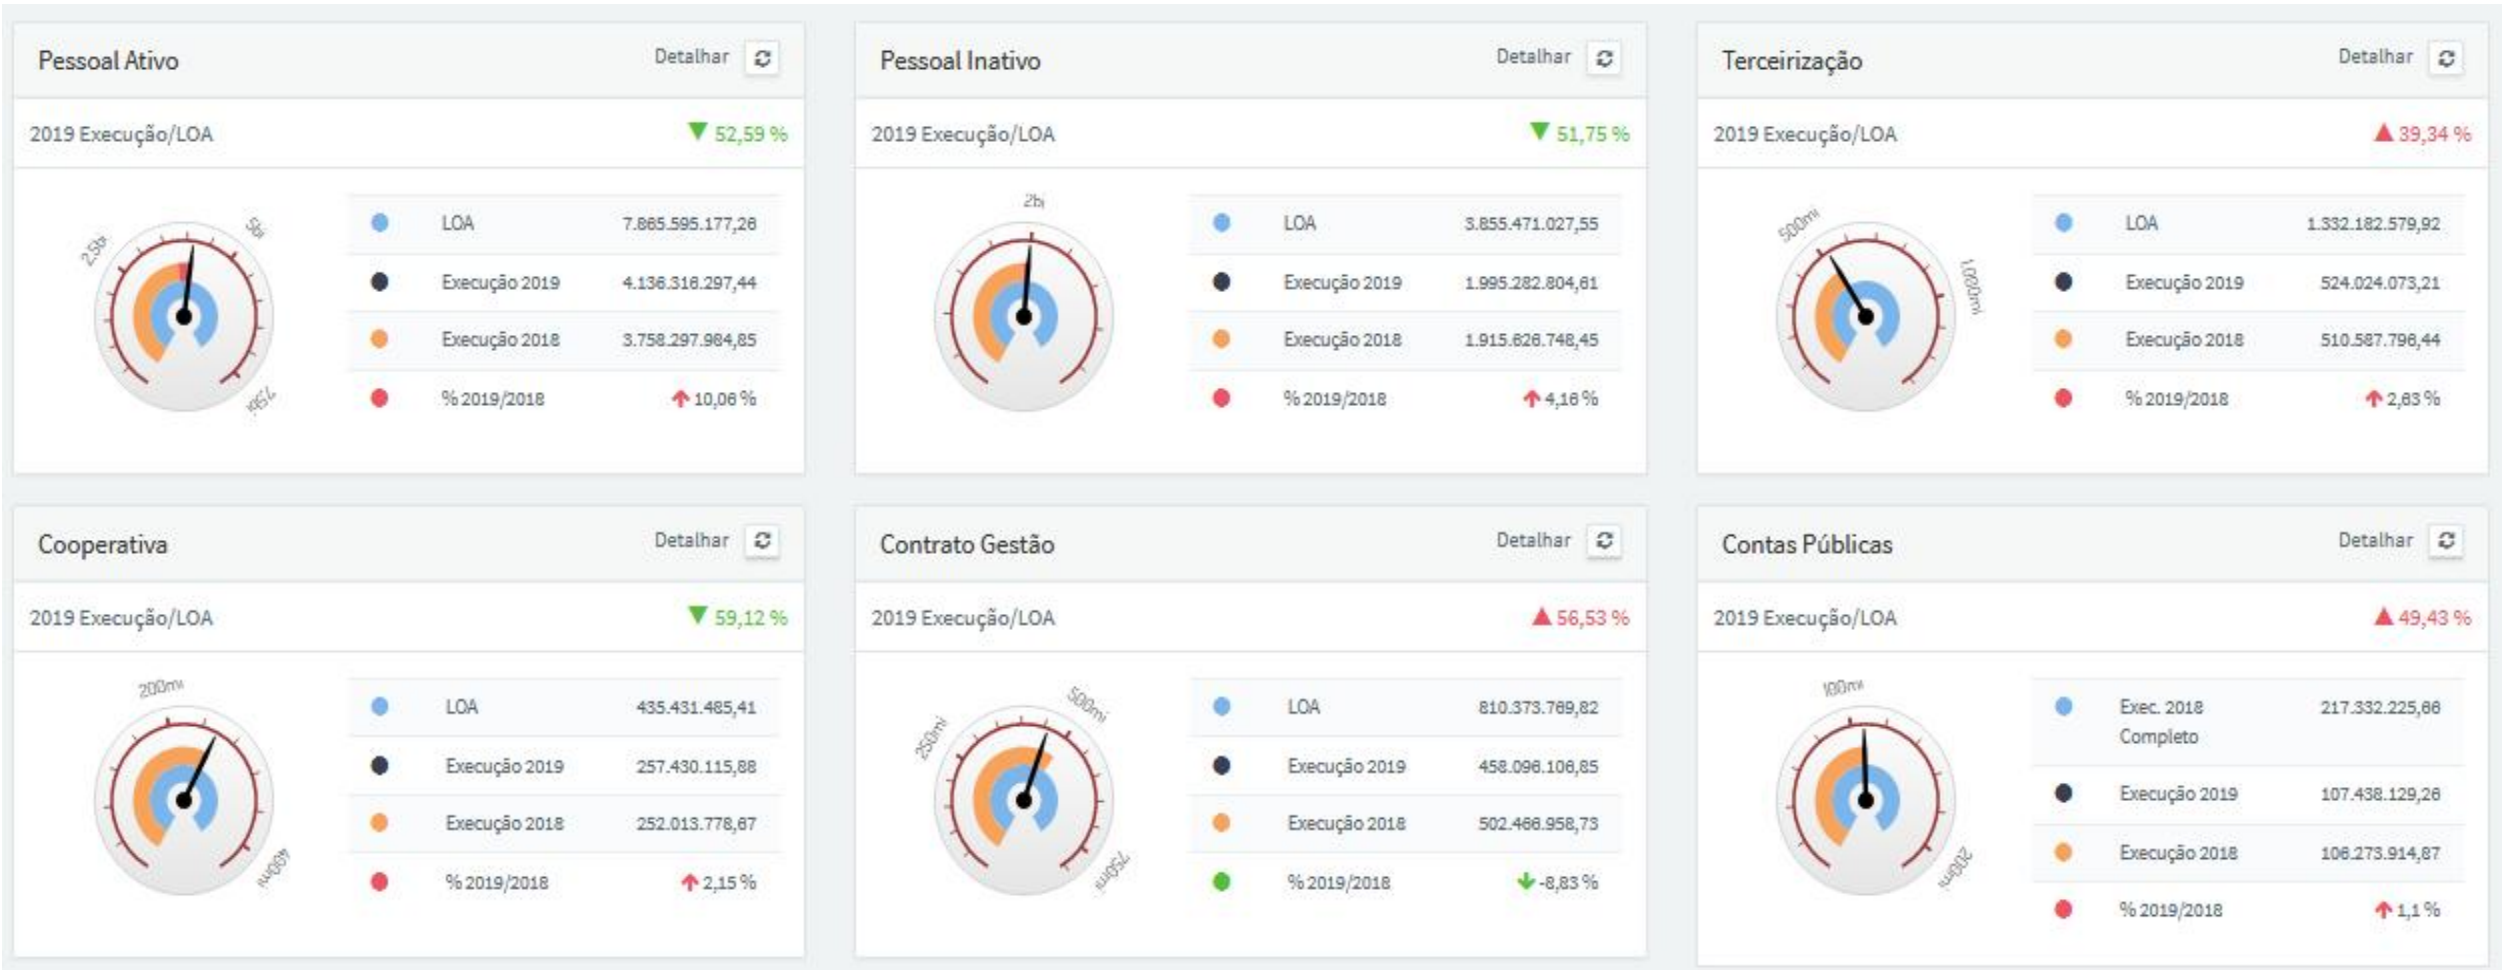 Pessoal Ativo Detalhar
2019 Execução/LOA 52,59 %
2,5bi 5bi 7,5bi
LOA 7.865.595.177,26
Execução 2019 4.136.316.297,44
Execução 2018 3.758.297.984,85
% 2019/2018 10,06 %
Pessoal Inativo Detalhar
2019 Execução/LOA 51,75 %
2bi
LOA 3.855.471.027,55
Execução 2019 1.995.282.804,61
Execução 2018 1.915.626.748,45
% 2019/2018 4,16 %
Terceirização Detalhar
2019 Execução/LOA 39,34 %
500mi 1.000mi
LOA 1.332.182.579,92
Execução 2019 524.024.073,21
Execução 2018 510.587.796,44
% 2019/2018 2,63 %
Cooperativa Detalhar
2019 Execução/LOA 59,12 %
200mi 400mi
LOA 435.431.485,41
Execução 2019 257.430.115,88
Execução 2018 252.013.778,67
% 2019/2018 2,15 %
Contrato Gestão Detalhar
2019 Execução/LOA 56,53 %
250mi 500mi 750mi
LOA 810.373.769,82
Execução 2019 458.096.106,85
Execução 2018 502.466.958,73
% 2019/2018 -8,83 %
Contas Públicas Detalhar
2019 Execução/LOA 49,43 %
100mi 200mi
Exec. 2018 217.332.225,66
Completo
Execução 2019 107.438.129,26
Execução 2018 106.273.914,87
% 2019/2018 1,1 %